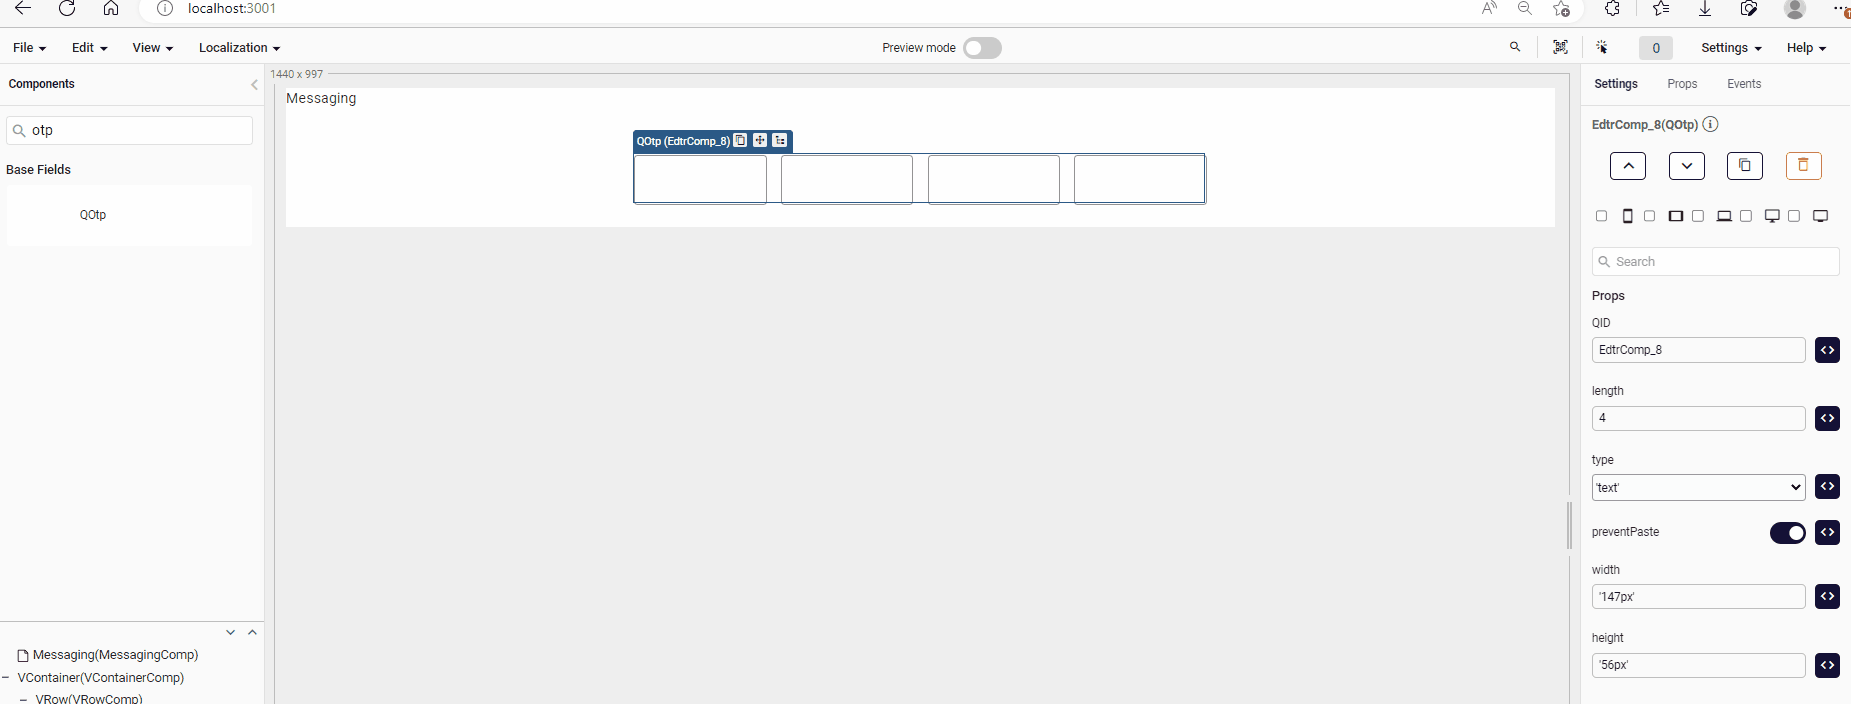 localhost:3001
File
Edit
View
Localization
Preview mode
0
Settings
Help
Components
otp
Base Fields
QOtp
Messaging(MessagingComp)
VContainer(VContainerComp)
VRow(VRowComp)
1440 x 997
Messaging
QOtp (EdtrComp_8)
Settings Props Events
EdtrComp_8(QOtp)
Search
Props
QID
EdtrComp_8
length
4
type
'text'
preventPaste
width
'147px'
height
'56px'